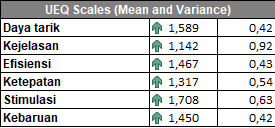 UEQ Scales (Mean and Variance)
Daya tarik 1,589 0,42
Kejelasan 1,142 0,92
Efisiensi 1,467 0,43
Ketepatan 1,317 0,54
Stimulasi 1,708 0,63
Kebaruan 1,450 0,42